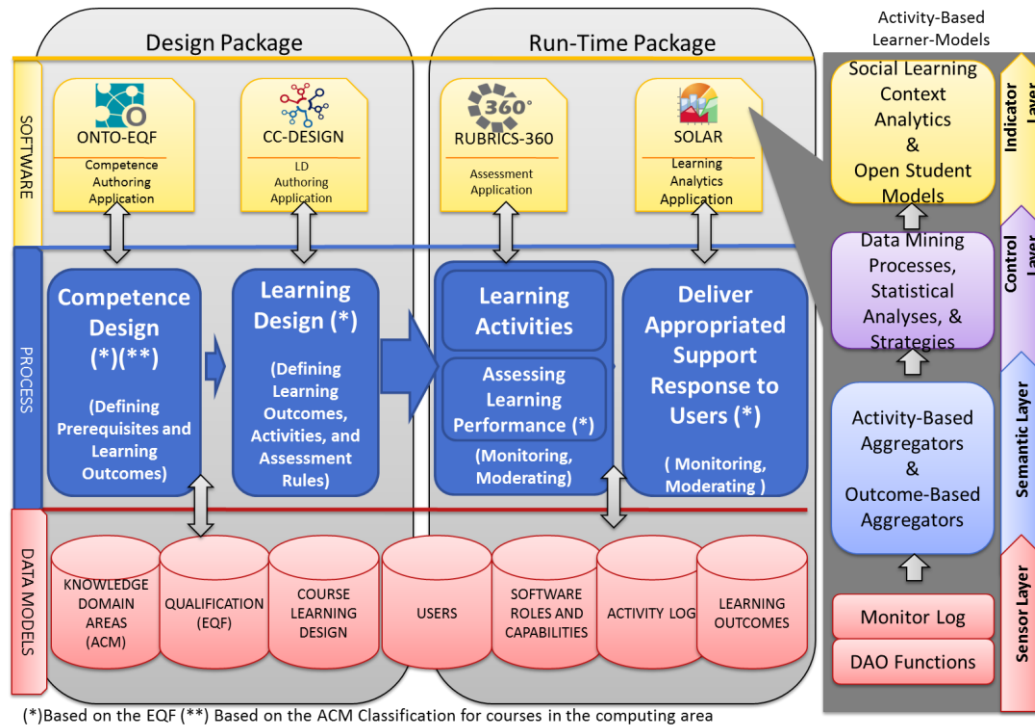 Design Package
Run-Time Package
Activity-Based
Learner-Models
SOFTWARE
ONTO-EQF
Competence
Authoring
Application
CC-DESIGN
LD
Authoring
Application
360°
RUBRICS-360
Assessment
Application
SOLAR
Learning
Analytics
Application
PROCESS
Competence
Design
(*)(**)
(Defining
Prerequisites and
Learning
Outcomes)
Learning
Design (*)
(Defining
Learning
Outcomes,
Activities, and
Assessment
Rules)
Learning
Activities
Assessing
Learning
Performance (*)
(Monitoring,
Moderating)
Deliver
Appropriated
Support
Response to
Users (*)
( Monitoring,
Moderating )
DATA MODELS
KNOWLEDGE
DOMAIN
AREAS
(ACM)
QUALIFICATION
(EQF)
COURSE
LEARNING
DESIGN
USERS
SOFTWARE
ROLES AND
CAPABILITIES
ACTIVITY LOG
LEARNING
OUTCOMES
Social Learning
Context
Analytics
&
Open Student
Models
Indicator
Layer
Data Mining
Processes,
Statistical
Analyses, &
Strategies
Control
Layer
Activity-Based
Aggregators
&
Outcome-Based
Aggregators
Semantic Layer
Monitor Log
DAO Functions
Sensor Layer
(*)Based on the EQF (**) Based on the ACM Classification for courses in the computing area